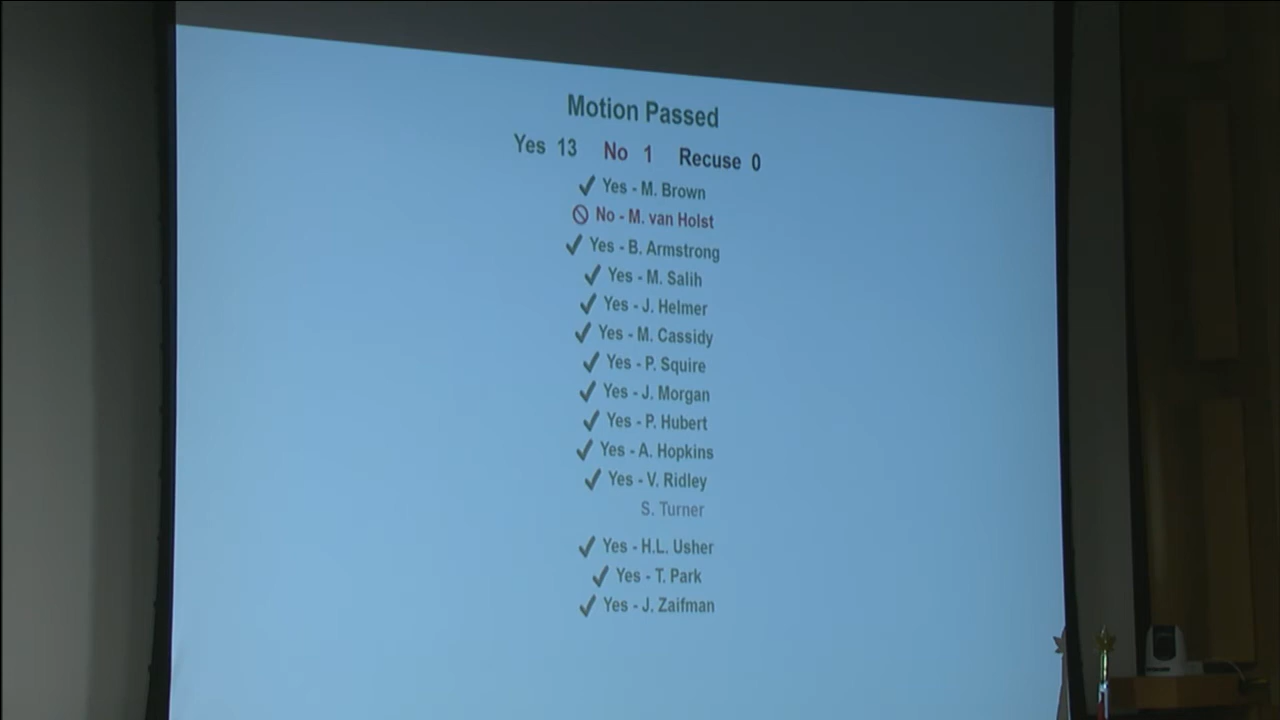 Motion Passed
Yes 13 No 1 Recuse 0
Yes - M. Brown
No - M. van Holst
Yes - B. Armstrong
Yes - M. Salih
Yes - J. Helmer
Yes - M. Cassidy
Yes - P. Squire
Yes - J. Morgan
Yes - P. Hubert
Yes - A. Hopkins
Yes - V. Ridley
S. Turner
Yes - H.L. Usher
Yes - T. Park
Yes - J. Zaifman